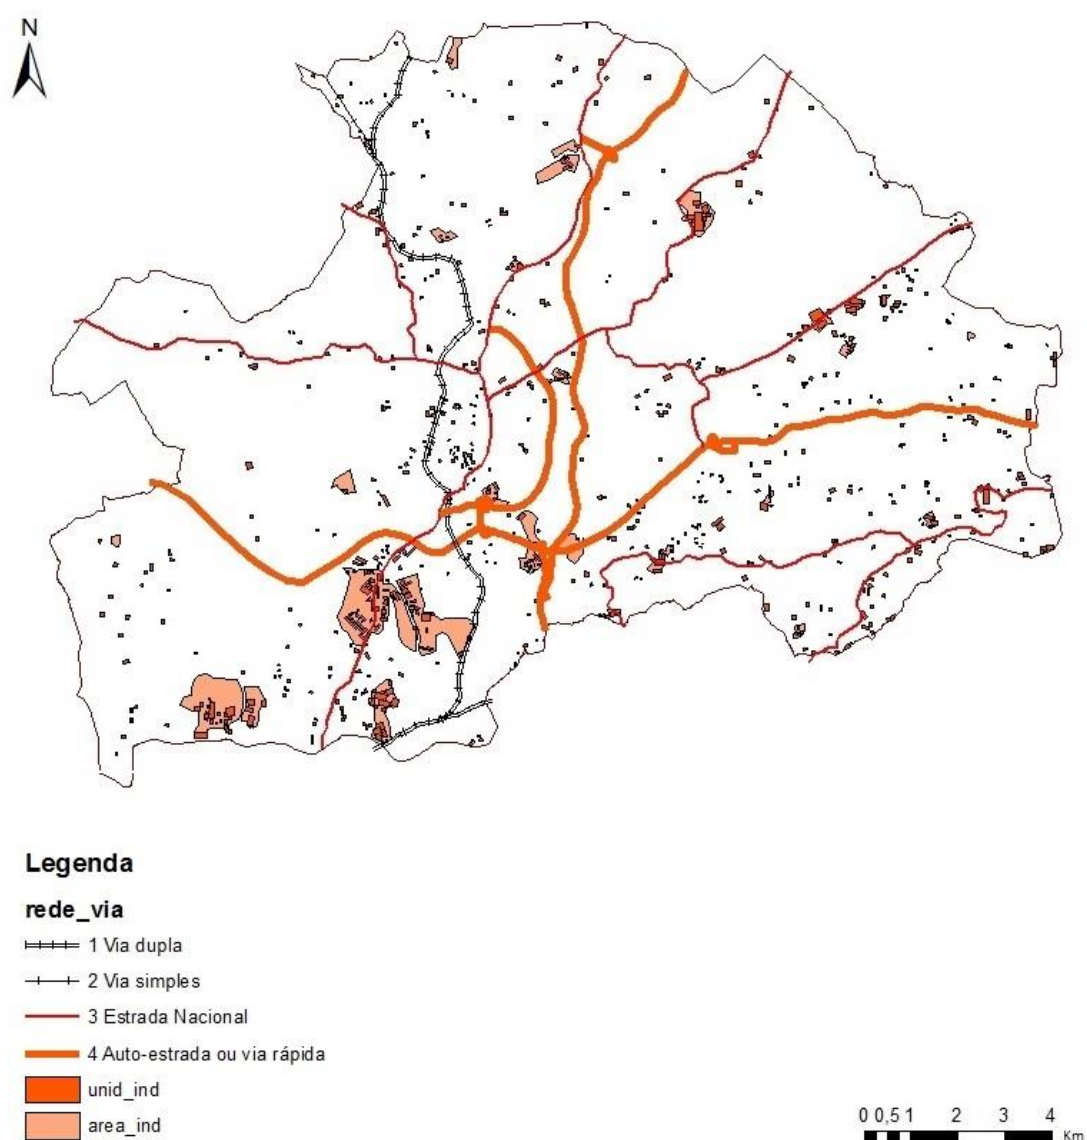 N
Legenda
rede_via
1 Via dupla
2 Via simples
3 Estrada Nacional
4 Auto-estrada ou via rápida
unid_ind
area_ind
0 0,5 1 2 3 4
Km